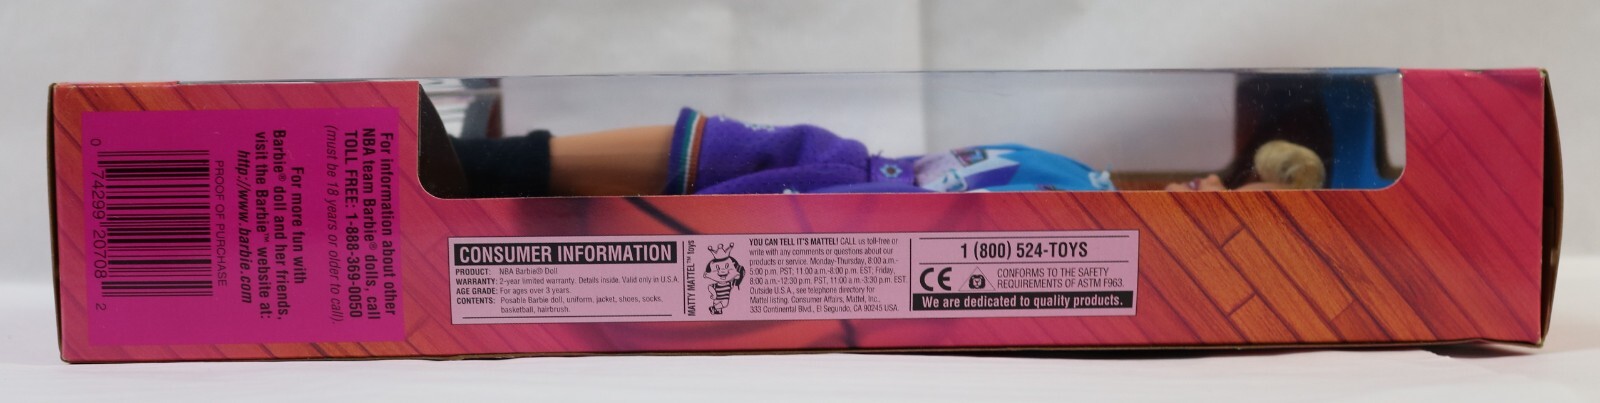 For information about other
NBA team Barbie® dolls, call
TOLL FREE: 1-888-369-0050
(must be 18 years or older to call).
For more fun with
Barbie® doll and her friends,
visit the Barbie™ website at:
http://www.barbie.com
PROOF OF PURCHASE
0 74299 20708 2
CONSUMER INFORMATION
PRODUCT: NBA Barbie® Doll
WARRANTY: 2-year limited warranty. Details inside. Valid only in U.S.A.
AGE GRADE: For ages over 3 years.
CONTENTS: Posable Barbie doll, uniform, jacket, shoes, socks,
basketball, hairbrush.
MATTY MATTEL™ toys
YOU CAN TELL IT'S MATTEL! CALL us toll-free or
write with any comments or questions about our
products or service. Monday-Thursday, 8:00 a.m.-
5:00 p.m. PST; 11:00 a.m.-8:00 p.m. EST; Friday,
8:00 a.m.-12:30 p.m. PST, 11:00 a.m.-3:30 p.m. EST.
Outside U.S.A., see telephone directory for
Mattel listing. Consumer Affairs, Mattel, Inc.,
333 Continental Blvd., El Segundo, CA 90245 USA.
1 (800) 524-TOYS
CE
CONFORMS TO THE SAFETY
REQUIREMENTS OF ASTM F963.
We are dedicated to quality products.